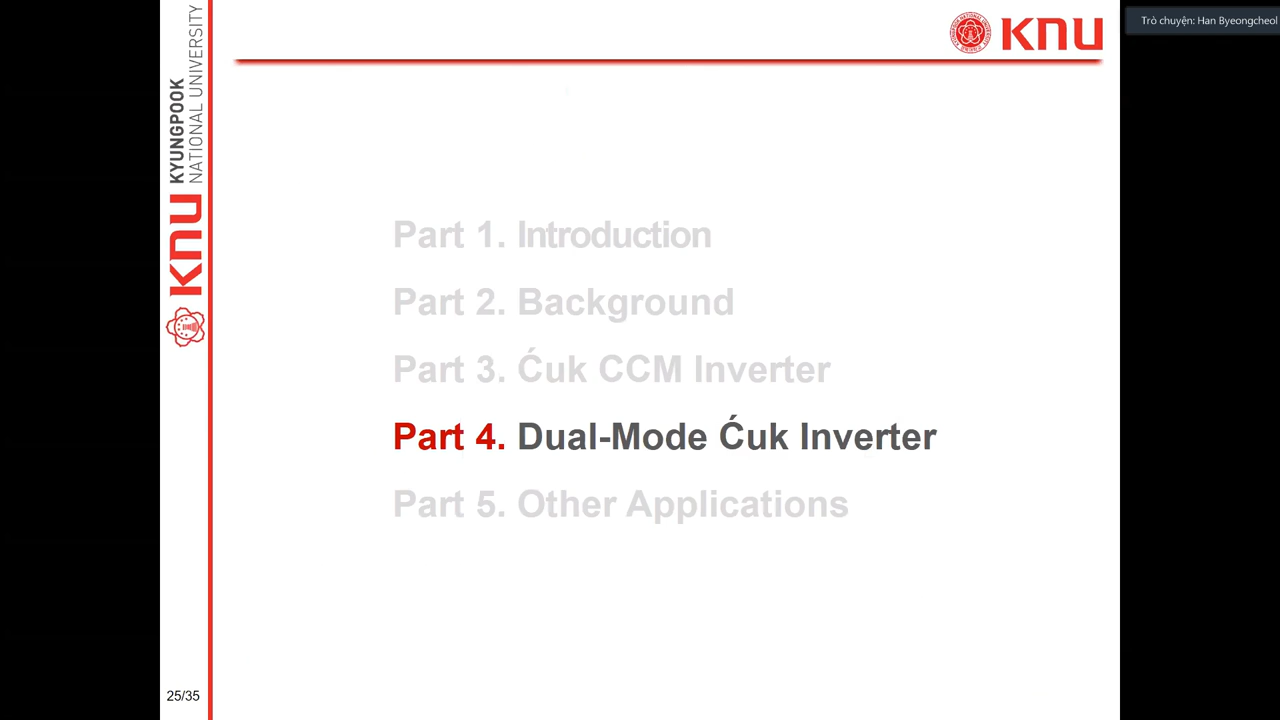 Trò chuyện: Han Byeongcheol
KNU
KNU KYUNGPOOK
NATIONAL UNIVERSITY
Part 1. Introduction
Part 2. Background
Part 3. Ćuk CCM Inverter
Part 4. Dual-Mode Ćuk Inverter
Part 5. Other Applications
25/35